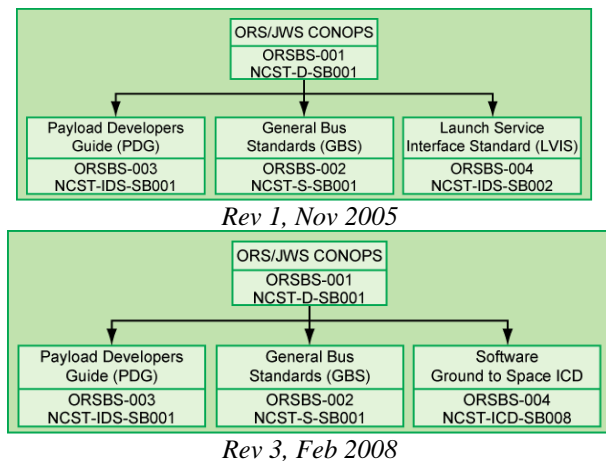 ORS/JWS CONOPS
ORSBS-001
NCST-D-SB001
Payload Developers
Guide (PDG)
ORSBS-003
NCST-IDS-SB001
General Bus
Standards (GBS)
ORSBS-002
NCST-S-SB001
Launch Service
Interface Standard (LVIS)
ORSBS-004
NCST-IDS-SB002
Rev 1, Nov 2005
ORS/JWS CONOPS
ORSBS-001
NCST-D-SB001
Payload Developers
Guide (PDG)
ORSBS-003
NCST-IDS-SB001
General Bus
Standards (GBS)
ORSBS-002
NCST-S-SB001
Software
Ground to Space ICD
ORSBS-004
NCST-ICD-SB008
Rev 3, Feb 2008